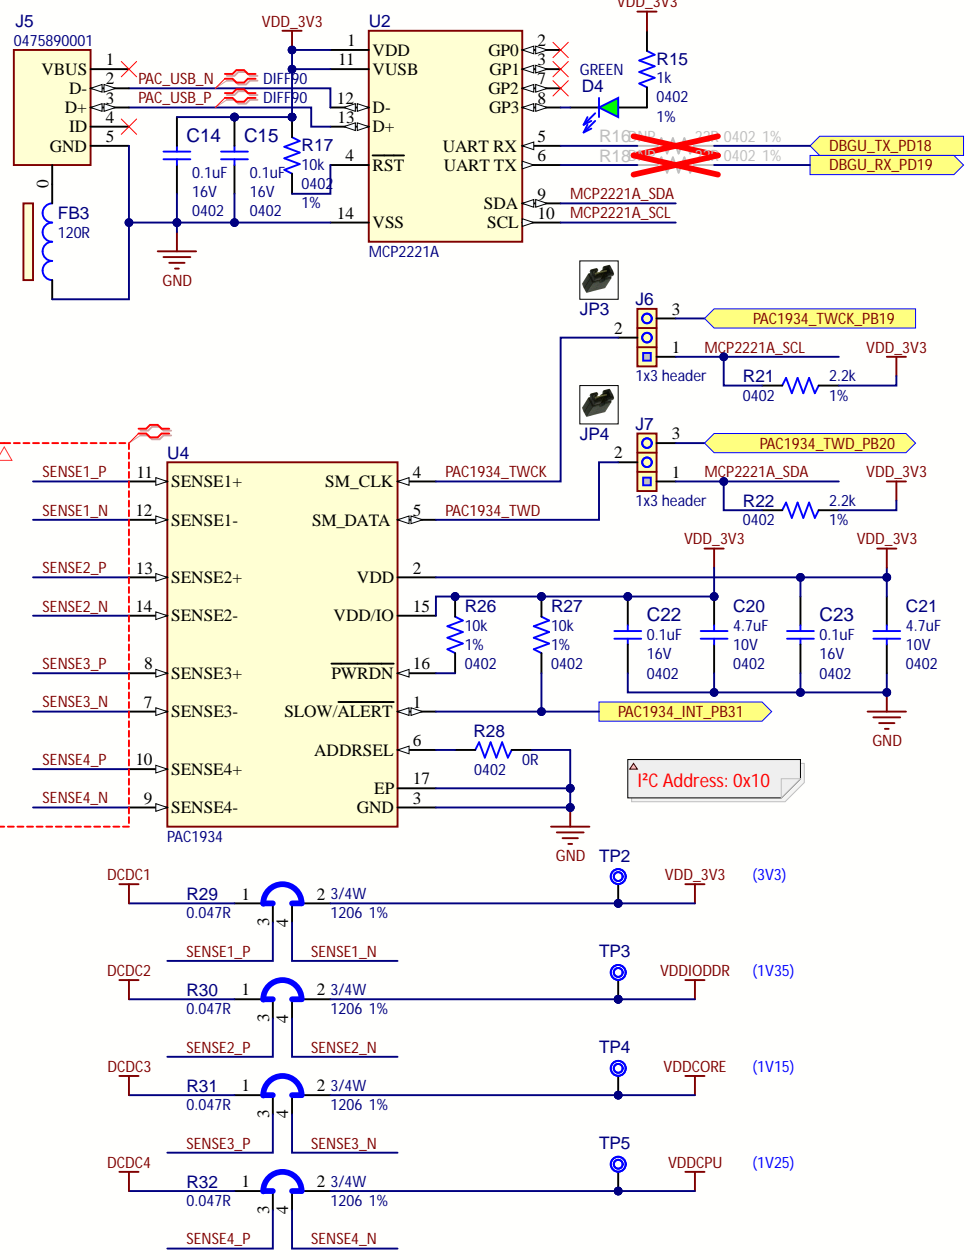 J5
0475890001
VBUS 1
D- 2
D+ 3
ID 4
GND 5
0
FB3
120R
PAC_USB_N
DIFF90
PAC_USB_P
DIFF90
VDD_3V3
C14
0.1uF
16V
0402
C15
0.1uF
16V
0402
R17
10k
0402
1%
GND
U2
1 VDD
11 VUSB
12 D-
13 D+
4 RST
14 VSS
GP0 2
GP1 3
GP2 7
GP3 8
UART RX 5
UART TX 6
SDA 9
SCL 10
MCP2221A
VDD_3V3
R15
1k
0402
1%
GREEN
D4
R16
0402 1%
R18
0402 1%
DBGU_TX_PD18
DBGU_RX_PD19
MCP2221A_SDA
MCP2221A_SCL
JP3
J6
3
2
1
1x3 header
PAC1934_TWCK_PB19
MCP2221A_SCL
VDD_3V3
R21
0402
2.2k
1%
JP4
J7
3
2
1
1x3 header
PAC1934_TWD_PB20
MCP2221A_SDA
VDD_3V3
R22
0402
2.2k
1%
U4
SENSE1_P 11 SENSE1+
SENSE1_N 12 SENSE1-
SENSE2_P 13 SENSE2+
SENSE2_N 14 SENSE2-
SENSE3_P 8 SENSE3+
SENSE3_N 7 SENSE3-
SENSE4_P 10 SENSE4+
SENSE4_N 9 SENSE4-
SM_CLK 4 PAC1934_TWCK
SM_DATA 5 PAC1934_TWD
VDD 2
VDD/IO 15
PWRDN 16
SLOW/ALERT 1
ADDRSEL 6
EP 17
GND 3
PAC1934
VDD_3V3
VDD_3V3
R26
10k
1%
0402
R27
10k
1%
0402
C22
0.1uF
16V
0402
C20
4.7uF
10V
0402
C23
0.1uF
16V
0402
C21
4.7uF
10V
0402
PAC1934_INT_PB31
GND
R28
0402
0R
GND
I²C Address: 0x10
DCDC1
R29
0.047R
1
2
3
4
3/4W
1206 1%
SENSE1_P
SENSE1_N
TP2
VDD_3V3
(3V3)
DCDC2
R30
0.047R
1
2
3
4
3/4W
1206 1%
SENSE2_P
SENSE2_N
TP3
VDDIODDR
(1V35)
DCDC3
R31
0.047R
1
2
3
4
3/4W
1206 1%
SENSE3_P
SENSE3_N
TP4
VDDCORE
(1V15)
DCDC4
R32
0.047R
1
2
3
4
3/4W
1206 1%
SENSE4_P
SENSE4_N
TP5
VDDCPU
(1V25)